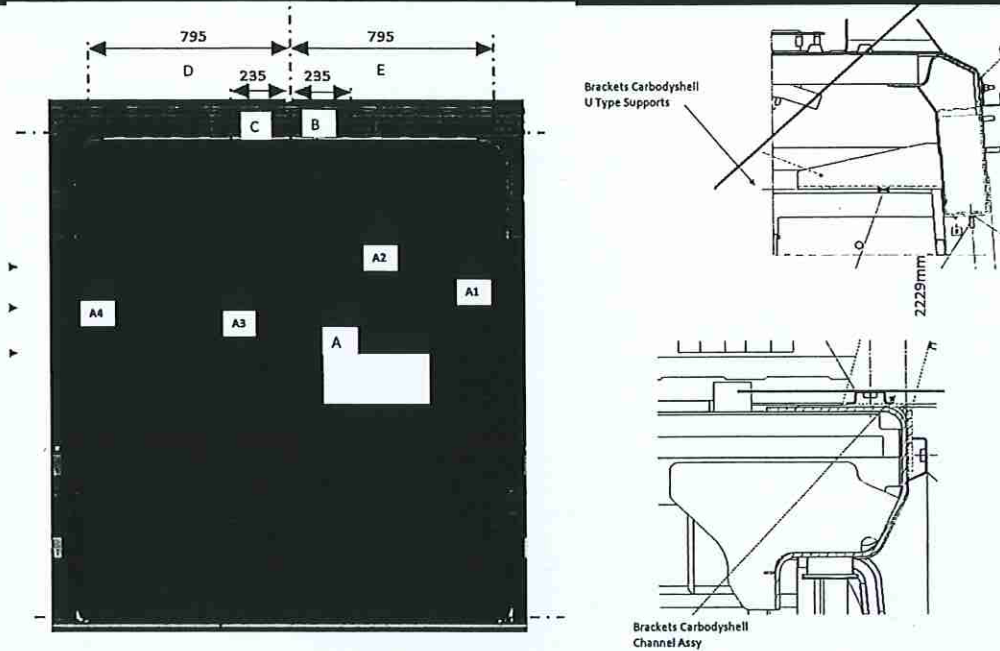 795
795
D
E
235
235
C
B
A2
A1
A4
A3
A
Brackets Carbodyshell
U Type Supports
2229mm
Brackets Carbodyshell
Channel Assy